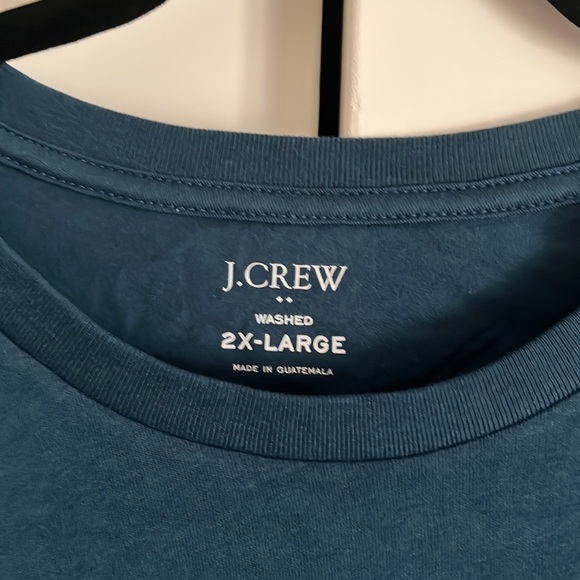 J.CREW
WASHED
2X-LARGE
MADE IN GUATEMALA